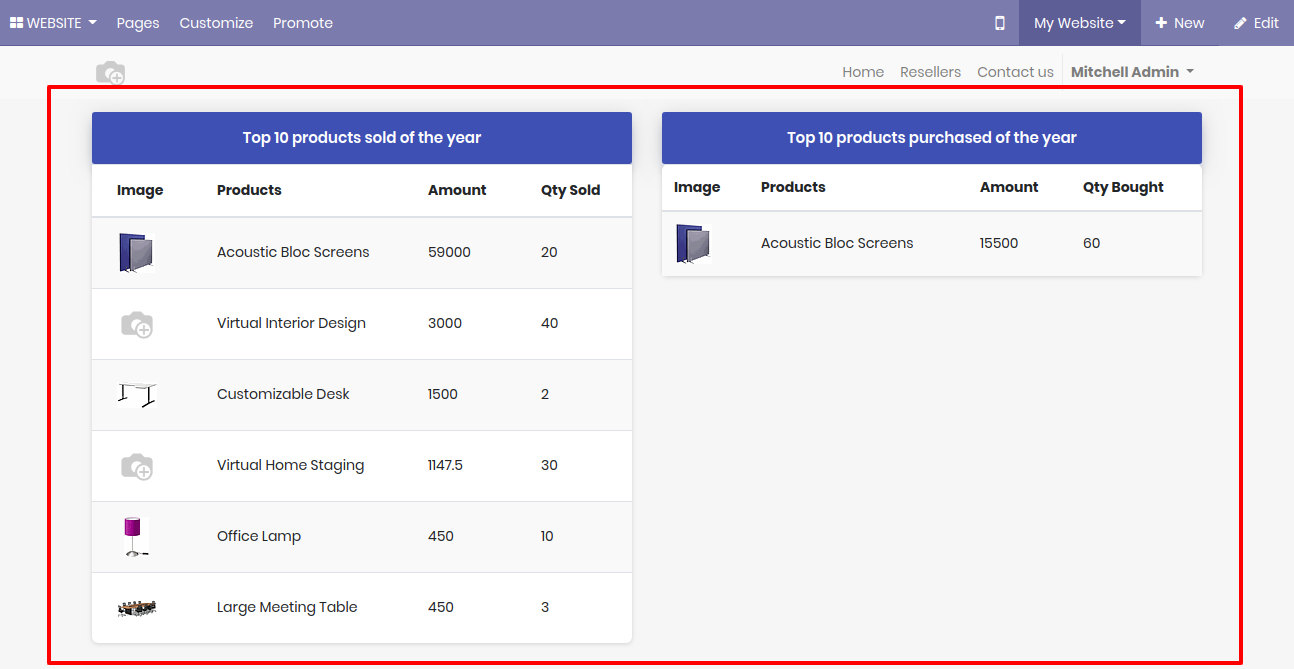 WEBSITE Pages Customize Promote My Website New Edit
Home Resellers Contact us Mitchell Admin
Top 10 products sold of the year
Image Products Amount Qty Sold
Acoustic Bloc Screens 59000 20
Virtual Interior Design 3000 40
Customizable Desk 1500 2
Virtual Home Staging 1147.5 30
Office Lamp 450 10
Large Meeting Table 450 3
Top 10 products purchased of the year
Image Products Amount Qty Bought
Acoustic Bloc Screens 15500 60